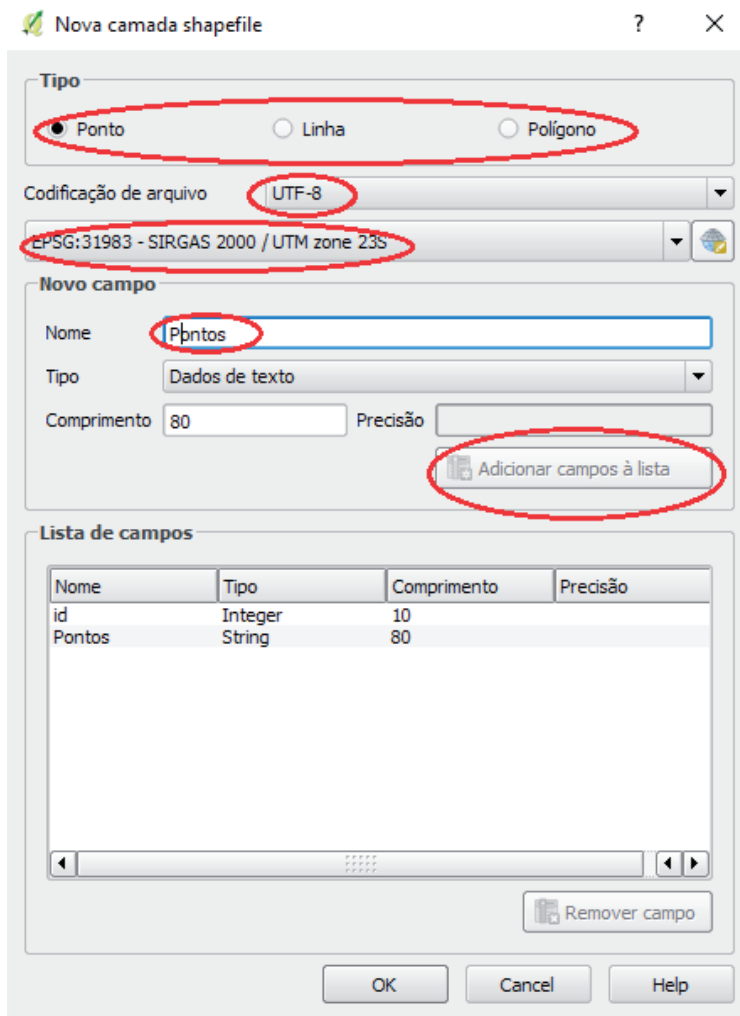 Nova camada shapefile ? ×
Tipo
Ponto Linha Polígono
Codificação de arquivo UTF-8
EPSG:31983 - SIRGAS 2000 / UTM zone 23S
Novo campo
Nome Pontos
Tipo Dados de texto
Comprimento 80 Precisão
Adicionar campos à lista
Lista de campos
Nome Tipo Comprimento Precisão
id Integer 10
Pontos String 80
Remover campo
OK Cancel Help